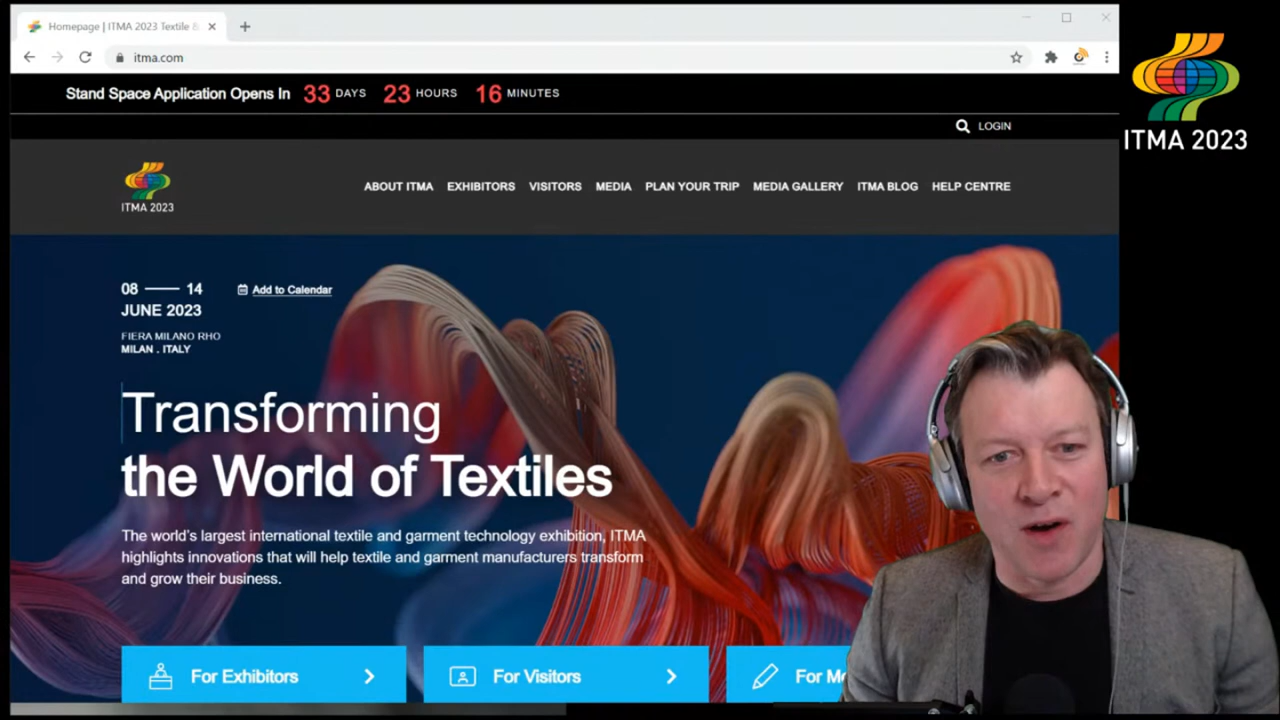 Homepage | ITMA 2023 Textile &
itma.com
Stand Space Application Opens In 33 DAYS 23 HOURS 16 MINUTES
LOGIN
ITMA 2023
ITMA 2023
ABOUT ITMA EXHIBITORS VISITORS MEDIA PLAN YOUR TRIP MEDIA GALLERY ITMA BLOG HELP CENTRE
08 — 14
JUNE 2023
Add to Calendar
FIERA MILANO RHO
MILAN . ITALY
Transforming
the World of Textiles
The world's largest international textile and garment technology exhibition, ITMA
highlights innovations that will help textile and garment manufacturers transform
and grow their business.
For Exhibitors
For Visitors
For M